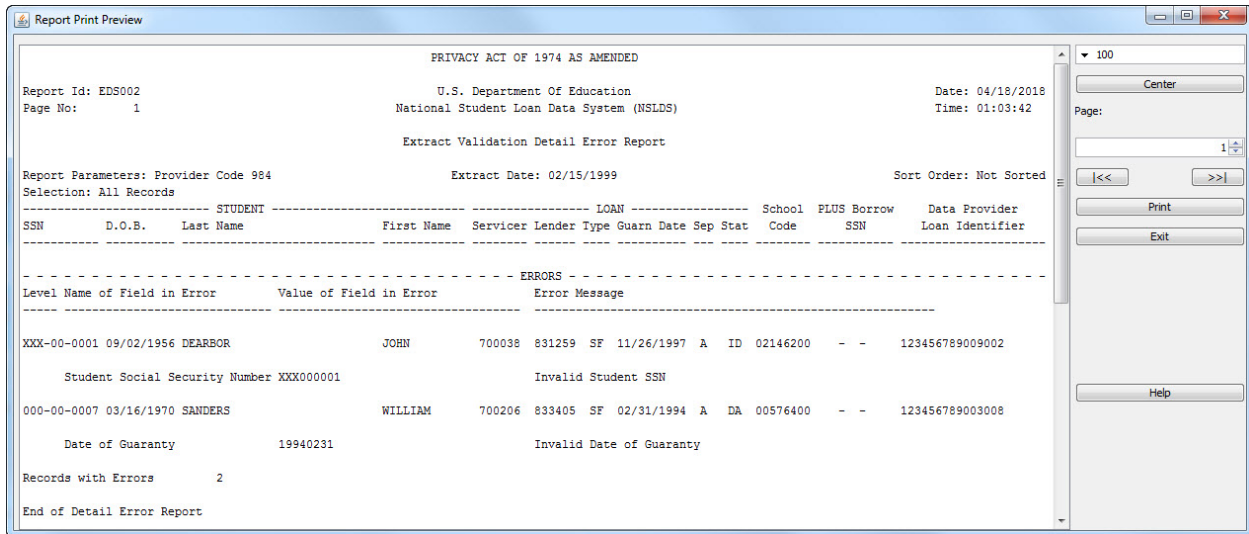 Report Print Preview
PRIVACY ACT OF 1974 AS AMENDED
Report Id: EDS002 U.S. Department Of Education Date: 04/18/2018
Page No: 1 National Student Loan Data System (NSLDS) Time: 01:03:42
Extract Validation Detail Error Report
Report Parameters: Provider Code 984 Extract Date: 02/15/1999 Sort Order: Not Sorted
Selection: All Records
--------------------------- STUDENT ---------------------------- ----------------- LOAN ----------------- School PLUS Borrow Data Provider
SSN D.O.B. Last Name First Name Servicer Lender Type Guarn Date Sep Stat Code SSN Loan Identifier
----------- ---------- ---------------------------- ------------ -------- ------ ---- ---------- --- ---- -------- ----------- ---------------------
- - - - - - - - - - - - - - - - - - - - - - - - - - - - - - - - - - - - ERRORS - - - - - - - - - - - - - - - - - - - - - - - - - - - - - - - - - - -
Level Name of Field in Error Value of Field in Error Error Message
----- ------------------------------ ----------------------------------- ----------------------------------------------------------
XXX-00-0001 09/02/1956 DEARBOR JOHN 700038 831259 SF 11/26/1997 A ID 02146200 - - 123456789009002
Student Social Security Number XXX000001 Invalid Student SSN
000-00-0007 03/16/1970 SANDERS WILLIAM 700206 833405 SF 02/31/1994 A DA 00576400 - - 123456789003008
Date of Guaranty 19940231 Invalid Date of Guaranty
Records with Errors 2
End of Detail Error Report
100
Center
Page:
1
|<< >>|
Print
Exit
Help